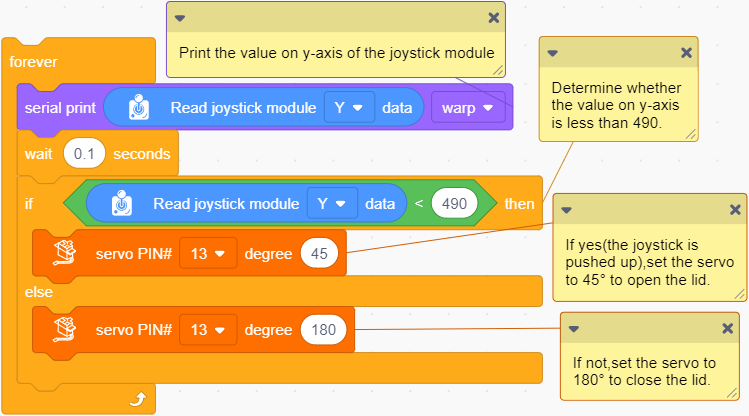 Print the value on y-axis of the joystick module
forever
serial print Read joystick module Y data warp
Determine whether
the value on y-axis
is less than 490.
wait 0.1 seconds
if Read joystick module Y data < 490 then
servo PIN# 13 degree 45
If yes(the joystick is
pushed up),set the servo
to 45° to open the lid.
else
servo PIN# 13 degree 180
If not,set the servo to
180° to close the lid.